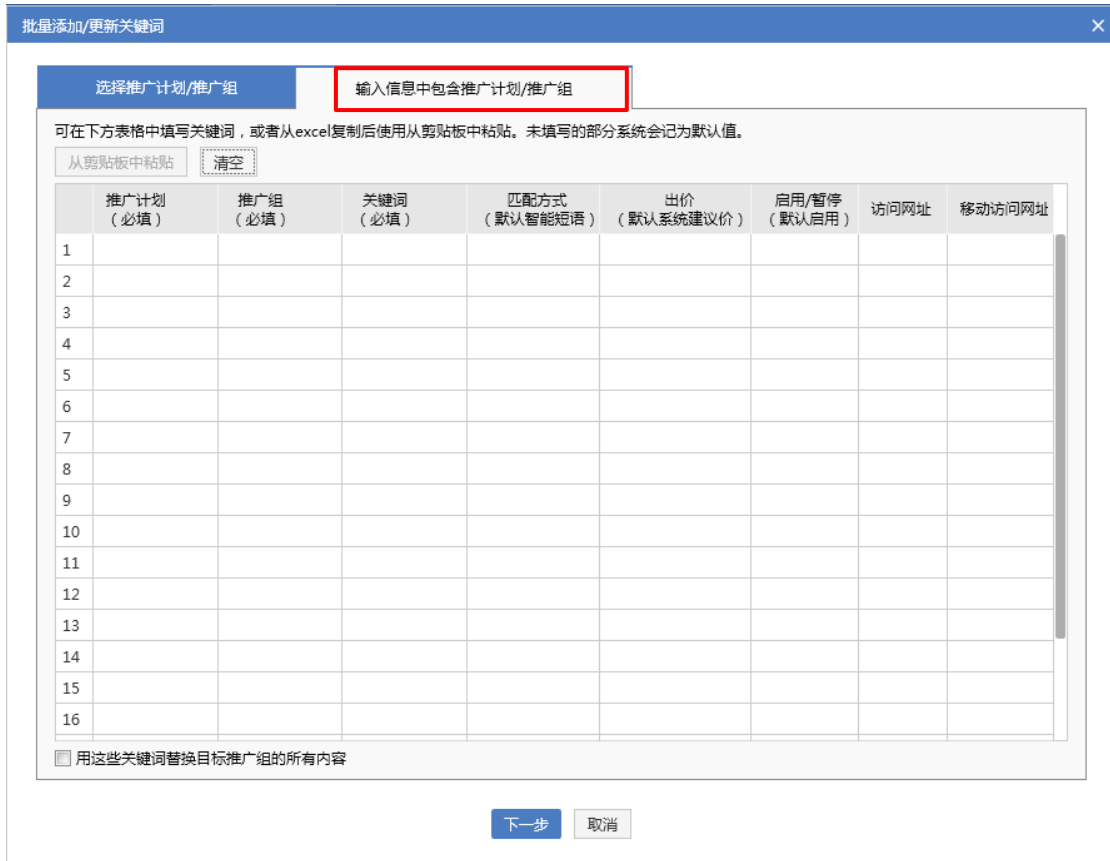 批量添加/更新关键词
选择推广计划/推广组 输入信息中包含推广计划/推广组
可在下方表格中填写关键词，或者从excel复制后使用从剪贴板中粘贴。未填写的部分系统会记为默认值。
从剪贴板中粘贴 清空
推广计划 推广组 关键词 匹配方式 出价 启用/暂停 访问网址 移动访问网址
（必填） （必填） （必填） （默认智能短语） （默认系统建议价） （默认启用）
1
2
3
4
5
6
7
8
9
10
11
12
13
14
15
16
用这些关键词替换目标推广组的所有内容
下一步 取消